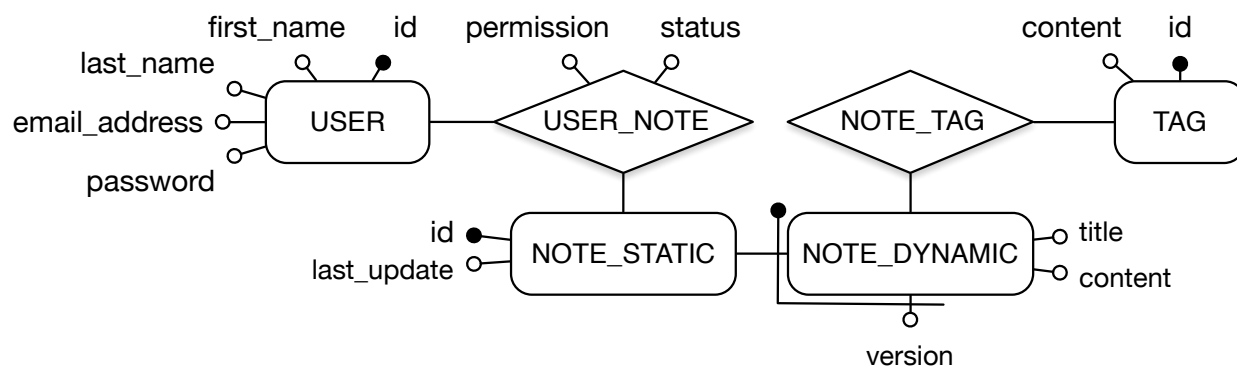 first_name id permission status content id
last_name
email_address USER USER_NOTE NOTE_TAG TAG
password
id NOTE_STATIC NOTE_DYNAMIC title
last_update content
version